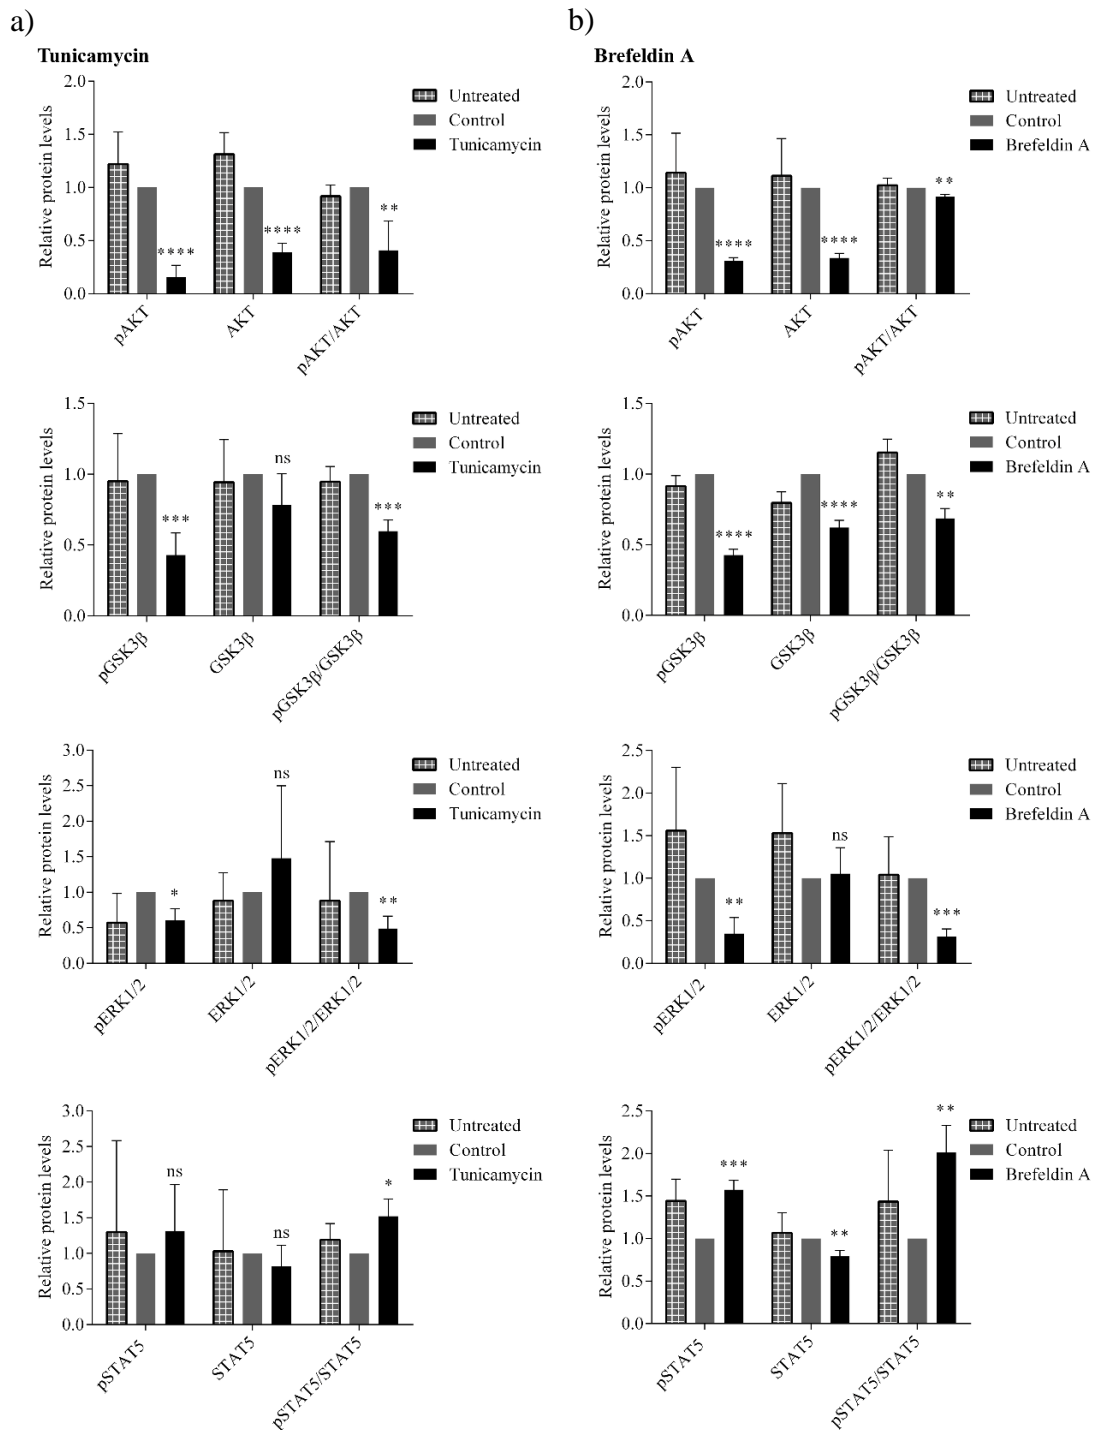 a)
Tunicamycin
Relative protein levels
2.0
1.5
1.0
0.5
0.0
****
****
**
pAKT
AKT
pAKT/AKT
Untreated
Control
Tunicamycin
b)
Brefeldin A
Relative protein levels
2.0
1.5
1.0
0.5
0.0
****
****
**
pAKT
AKT
pAKT/AKT
Untreated
Control
Brefeldin A
Relative protein levels
1.5
1.0
0.5
0.0
***
ns
***
pGSK3β
GSK3β
pGSK3β/GSK3β
Untreated
Control
Tunicamycin
Relative protein levels
1.5
1.0
0.5
0.0
****
****
**
pGSK3β
GSK3β
pGSK3β/GSK3β
Untreated
Control
Brefeldin A
Relative protein levels
3.0
2.5
2.0
1.5
1.0
0.5
0.0
*
ns
**
pERK1/2
ERK1/2
pERK1/2/ERK1/2
Untreated
Control
Tunicamycin
Relative protein levels
2.5
2.0
1.5
1.0
0.5
0.0
**
ns
***
pERK1/2
ERK1/2
pERK1/2/ERK1/2
Untreated
Control
Brefeldin A
Relative protein levels
3.0
2.5
2.0
1.5
1.0
0.5
0.0
ns
ns
*
pSTAT5
STAT5
pSTAT5/STAT5
Untreated
Control
Tunicamycin
Relative protein levels
2.5
2.0
1.5
1.0
0.5
0.0
***
**
**
pSTAT5
STAT5
pSTAT5/STAT5
Untreated
Control
Brefeldin A